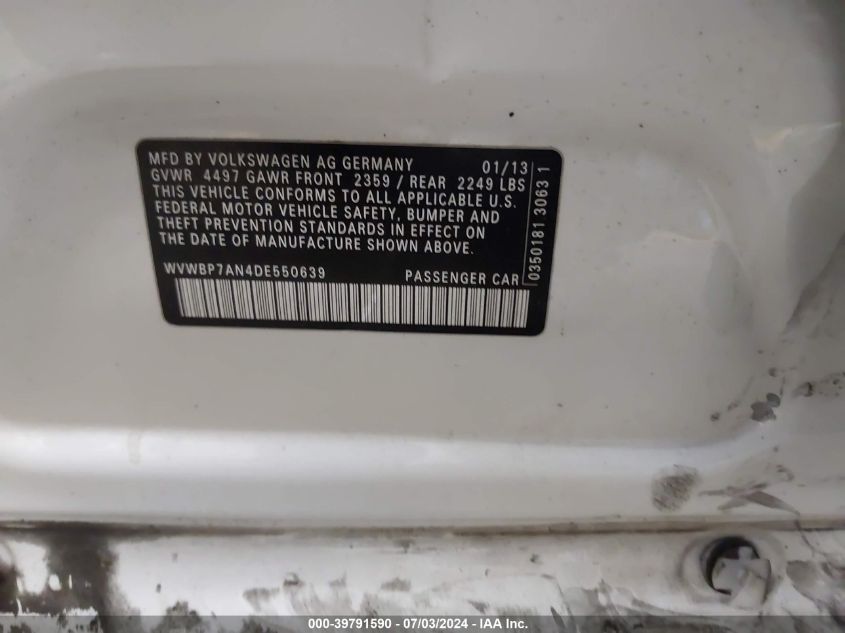 MFD BY VOLKSWAGEN AG GERMANY 01/13
GVWR 4497 GAWR FRONT 2359 / REAR 2249 LBS
THIS VEHICLE CONFORMS TO ALL APPLICABLE U.S.
FEDERAL MOTOR VEHICLE SAFETY, BUMPER AND
THEFT PREVENTION STANDARDS IN EFFECT ON
THE DATE OF MANUFACTURE SHOWN ABOVE.
WVWBP7AN4DE550639 PASSENGER CAR
0350181 3063 1
000-39791590 - 07/03/2024 - IAAI.com